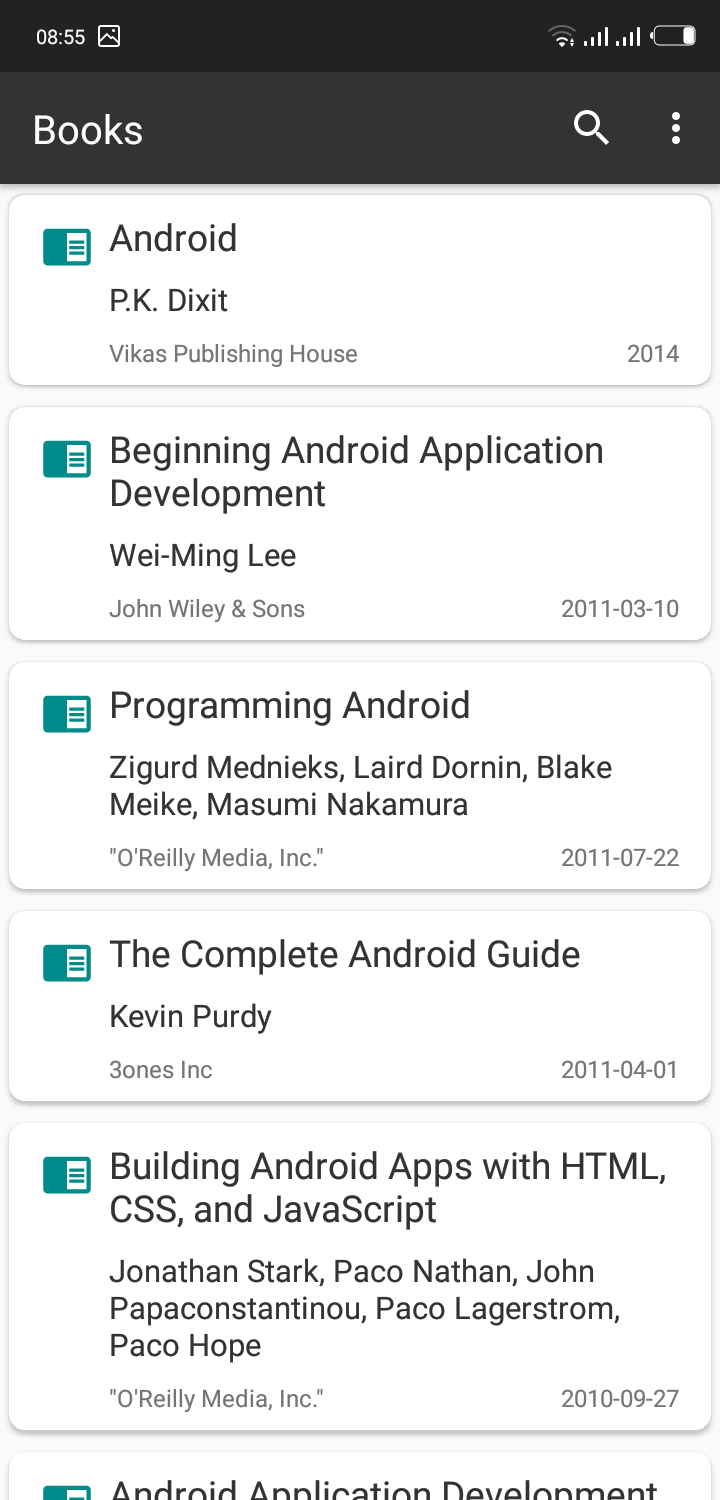 08:55
Books
Android
P.K. Dixit
Vikas Publishing House 2014
Beginning Android Application
Development
Wei-Ming Lee
John Wiley & Sons 2011-03-10
Programming Android
Zigurd Mednieks, Laird Dornin, Blake
Meike, Masumi Nakamura
"O'Reilly Media, Inc." 2011-07-22
The Complete Android Guide
Kevin Purdy
3ones Inc 2011-04-01
Building Android Apps with HTML,
CSS, and JavaScript
Jonathan Stark, Paco Nathan, John
Papaconstantinou, Paco Lagerstrom,
Paco Hope
"O'Reilly Media, Inc." 2010-09-27
Android Application Development